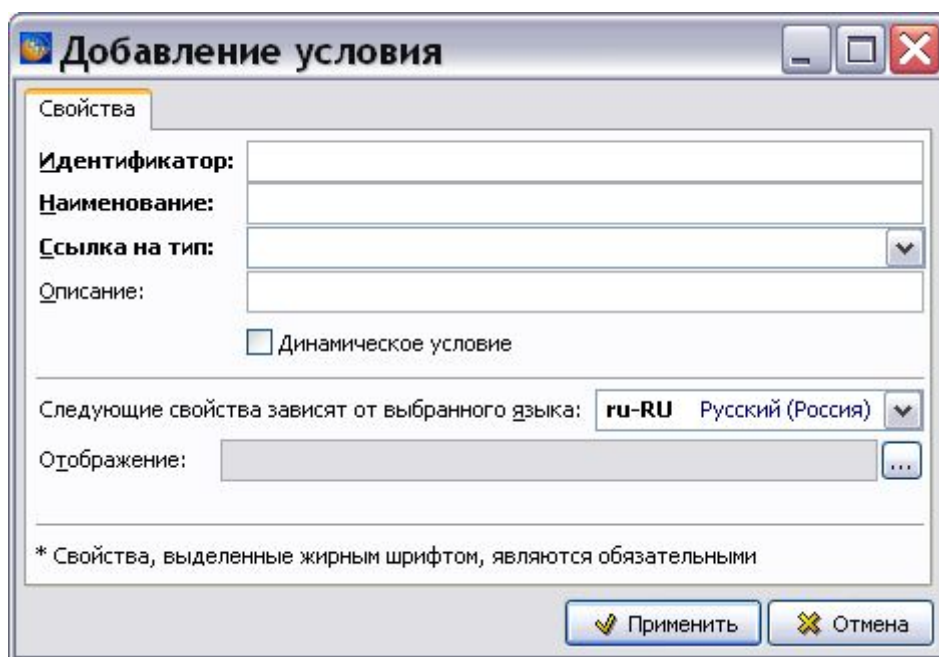 Добавление условия
Свойства
Идентификатор:
Наименование:
Ссылка на тип:
Описание:
Динамическое условие
Следующие свойства зависят от выбранного языка: ru-RU Русский (Россия)
Отображение: ...
* Свойства, выделенные жирным шрифтом, являются обязательными
Применить Отмена